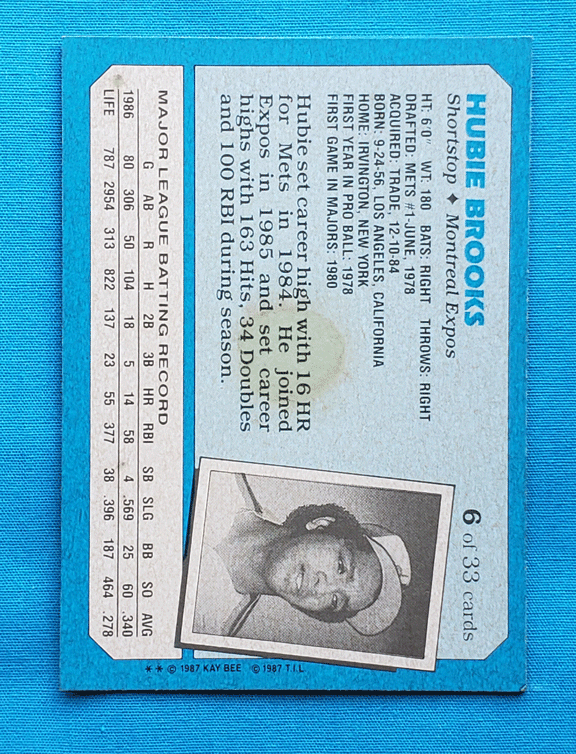 6 of 33 cards
HUBIE BROOKS
Shortstop ♦ Montreal Expos
HT: 6'0" WT: 180 BATS: RIGHT THROWS: RIGHT
DRAFTED: METS #1-JUNE, 1978
ACQUIRED: TRADE, 12-10-84
BORN: 9-24-56, LOS ANGELES, CALIFORNIA
HOME: IRVINGTON, NEW YORK
FIRST YEAR IN PRO BALL: 1978
FIRST GAME IN MAJORS: 1980
Hubie set career high with 16 HR
for Mets in 1984. He joined
Expos in 1985 and set career
highs with 163 Hits, 34 Doubles
and 100 RBI during season.
MAJOR LEAGUE BATTING RECORD
G AB R H 2B 3B HR RBI SB SLG BB SO AVG
1986 80 306 50 104 18 5 14 58 4 .569 25 60 .340
LIFE 787 2954 313 822 137 23 55 377 38 .396 187 464 .278
** © 1987 KAY BEE © 1987 T.I.L